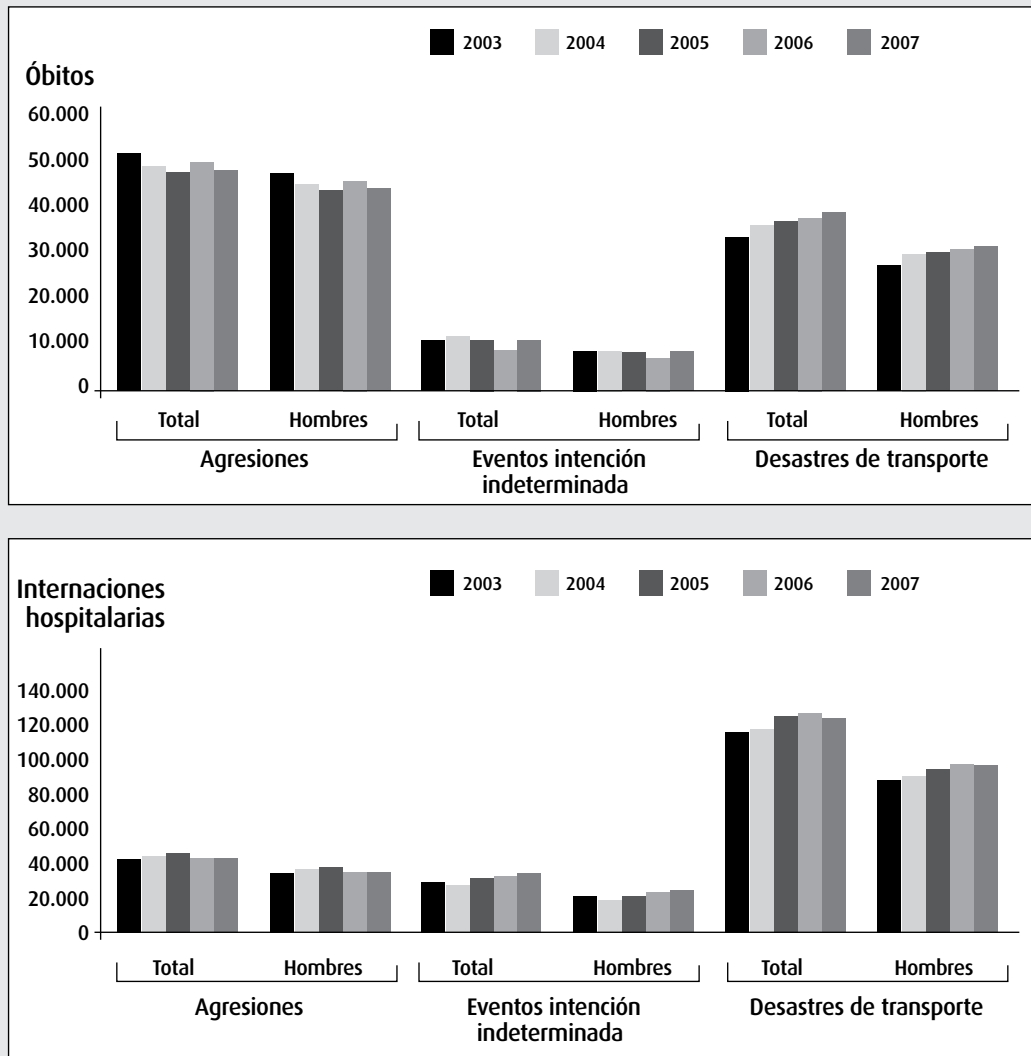 2003 2004 2005 2006 2007
Óbitos
60.000
50.000
40.000
30.000
20.000
10.000
0
Total Hombres Total Hombres Total Hombres
Agresiones Eventos intención Desastres de transporte
indeterminada
Internaciones
hospitalarias
2003 2004 2005 2006 2007
140.000
120.000
100.000
80.000
60.000
40.000
20.000
0
Total Hombres Total Hombres Total Hombres
Agresiones Eventos intención Desastres de transporte
indeterminada